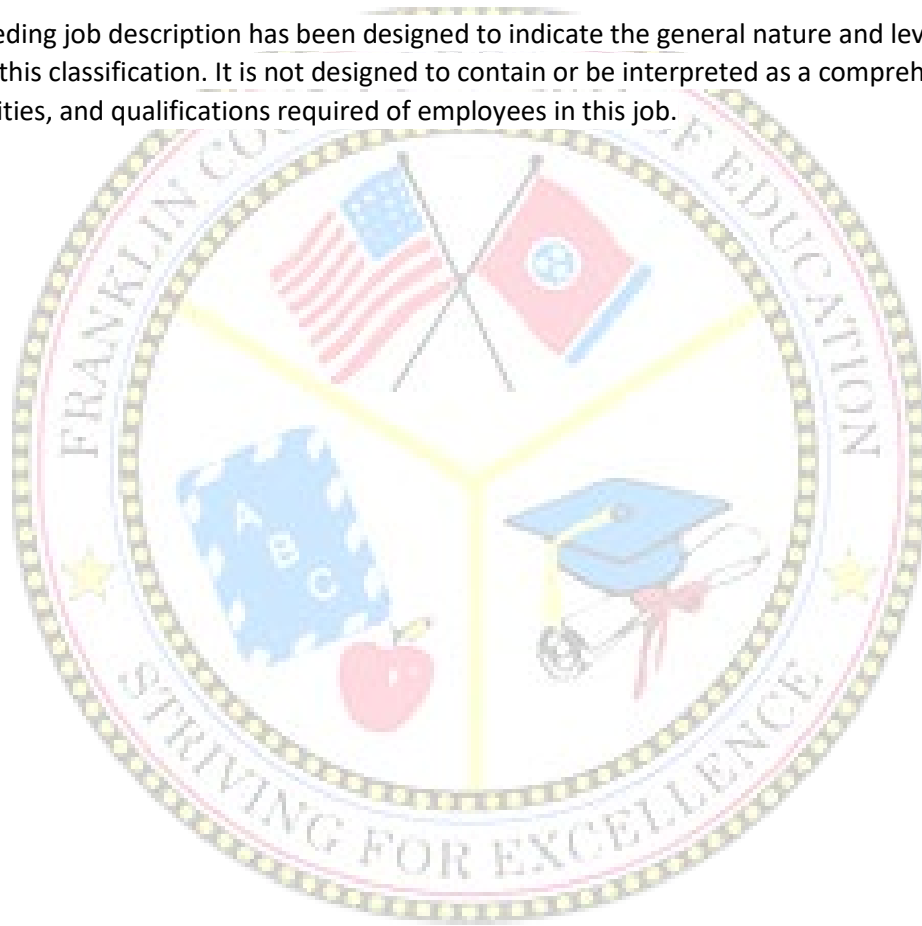 eding job description has been designed to indicate the general nature and lev
this classification. It is not designed to contain or be interpreted as a compreh
ities, and qualifications required of employees in this job.
FRANKLIN COU F EDUCATION
A
B
C
STRIVING FOR EXCELLENCE